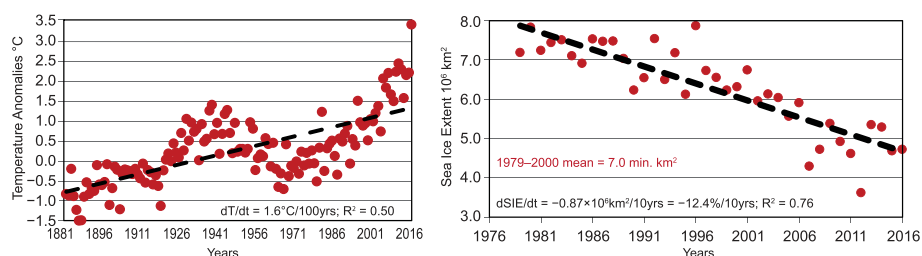 Temperature Anomalies °C
3.5
3.0
2.5
2.0
1.5
1.0
0.5
0.0
−0.5
−1.0
−1.5
dT/dt = 1.6°C/100yrs; R² = 0.50
1881 1896 1911 1926 1941 1956 1971 1986 2001 2016
Years
Sea Ice Extent 10⁶ km²
8.0
7.0
6.0
5.0
4.0
3.0
1979–2000 mean = 7.0 min. km²
dSIE/dt = −0.87×10⁶km²/10yrs = −12.4%/10yrs; R² = 0.76
1976 1981 1986 1991 1996 2001 2006 2011 2016
Years